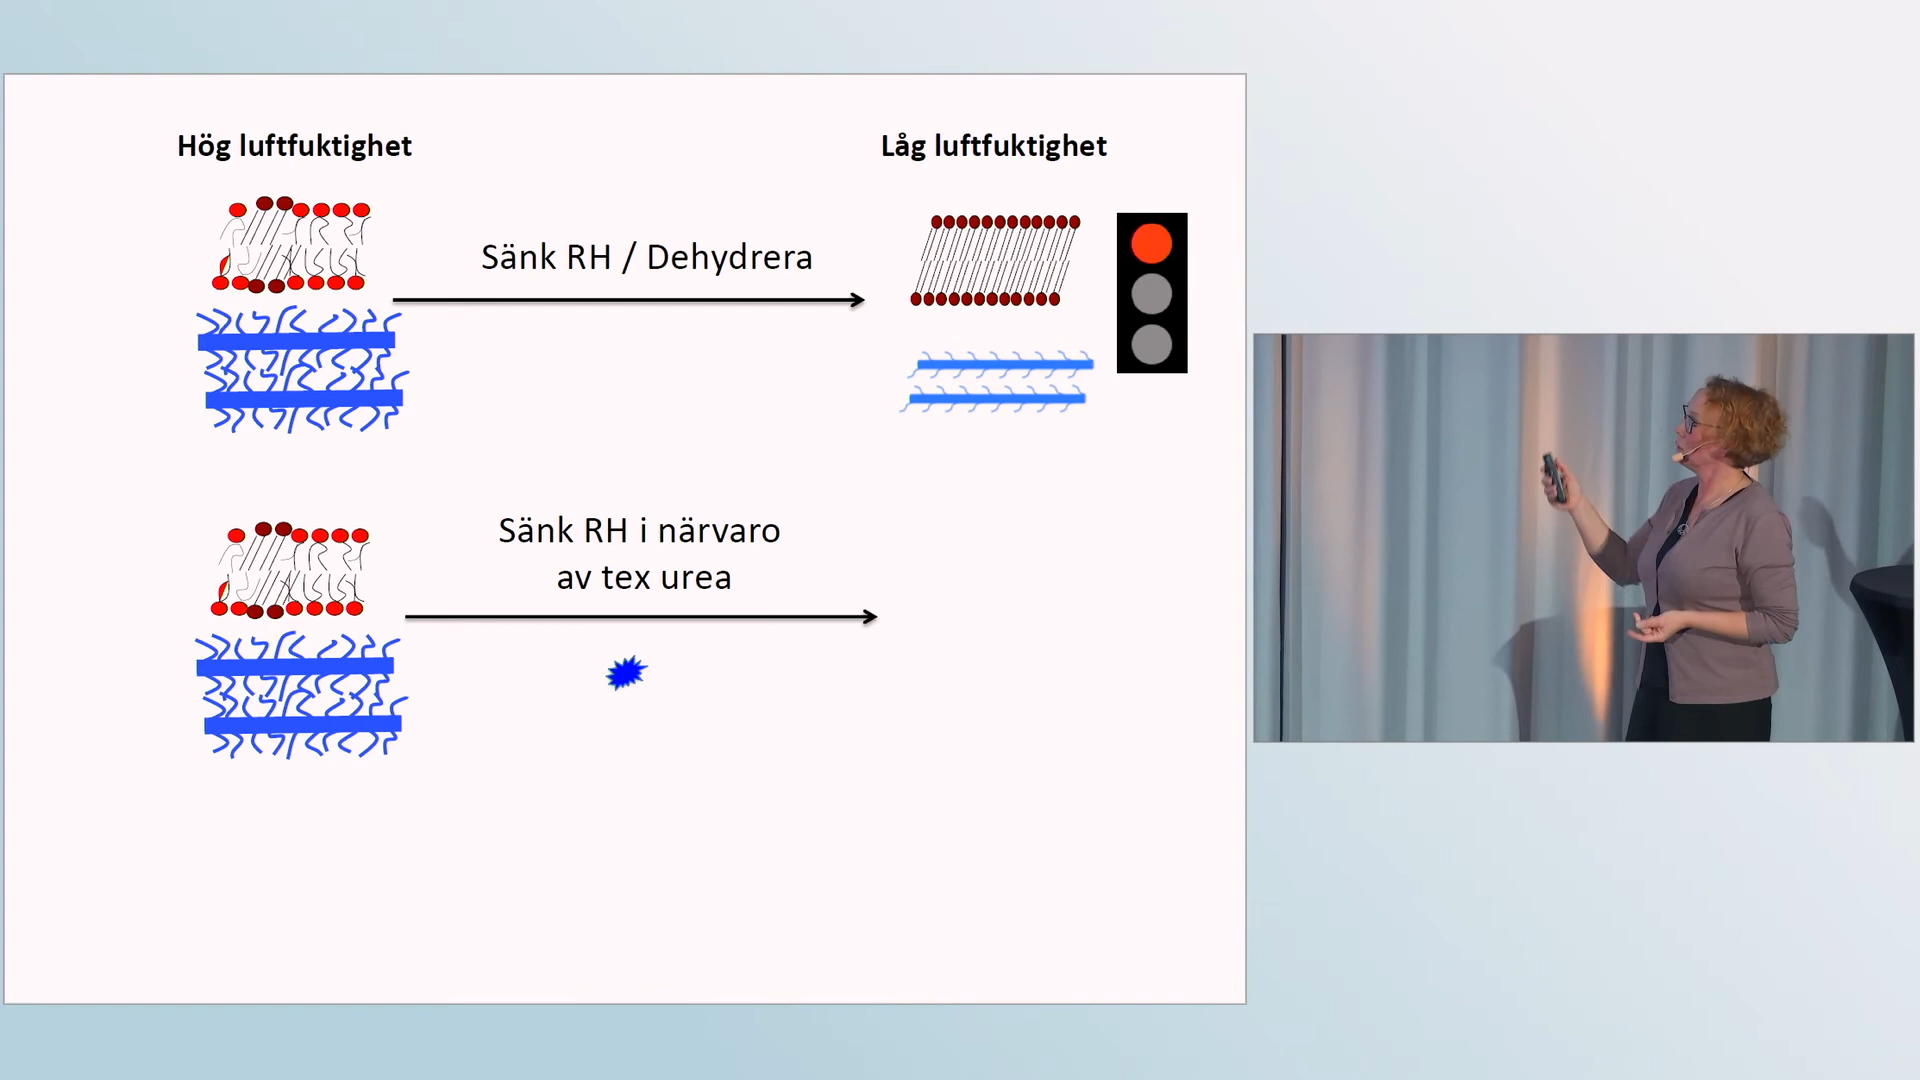 Hög luftfuktighet
Låg luftfuktighet
Sänk RH / Dehydrera
Sänk RH i närvaro
av tex urea